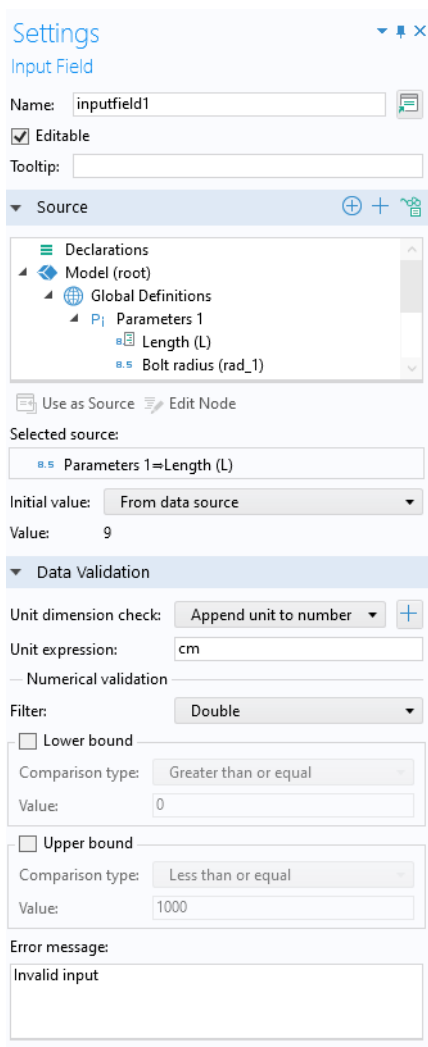 Settings
Input Field
Name: inputfield1
Editable
Tooltip:
Source
Declarations
Model (root)
Global Definitions
Pi Parameters 1
Length (L)
8.5 Bolt radius (rad_1)
Use as Source Edit Node
Selected source:
8.5 Parameters 1⇒Length (L)
Initial value: From data source
Value: 9
Data Validation
Unit dimension check: Append unit to number
Unit expression: cm
Numerical validation
Filter: Double
Lower bound
Comparison type: Greater than or equal
Value: 0
Upper bound
Comparison type: Less than or equal
Value: 1000
Error message:
Invalid input